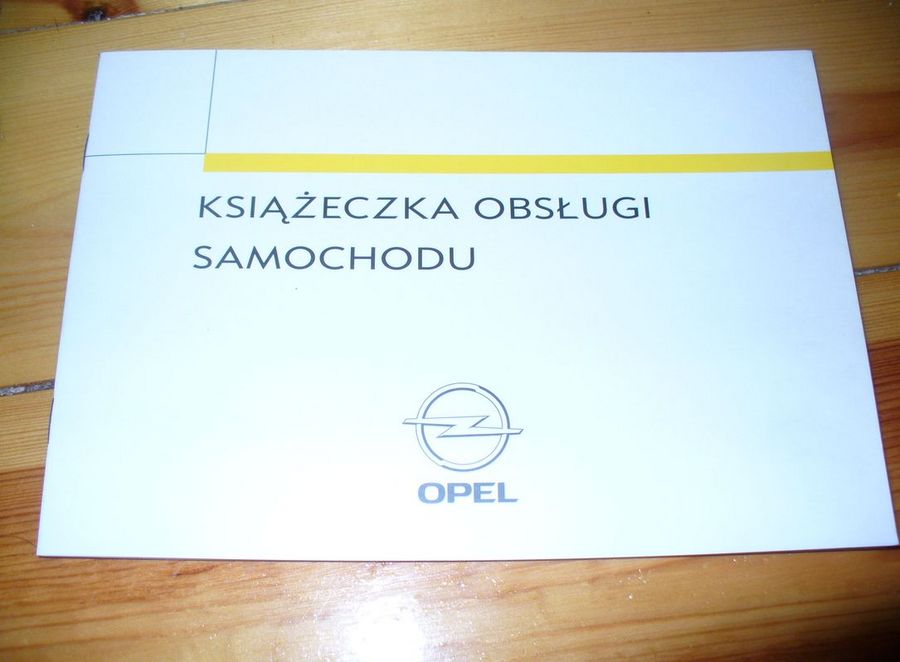 KSIĄŻECZKA OBSŁUGI
SAMOCHODU
OPEL